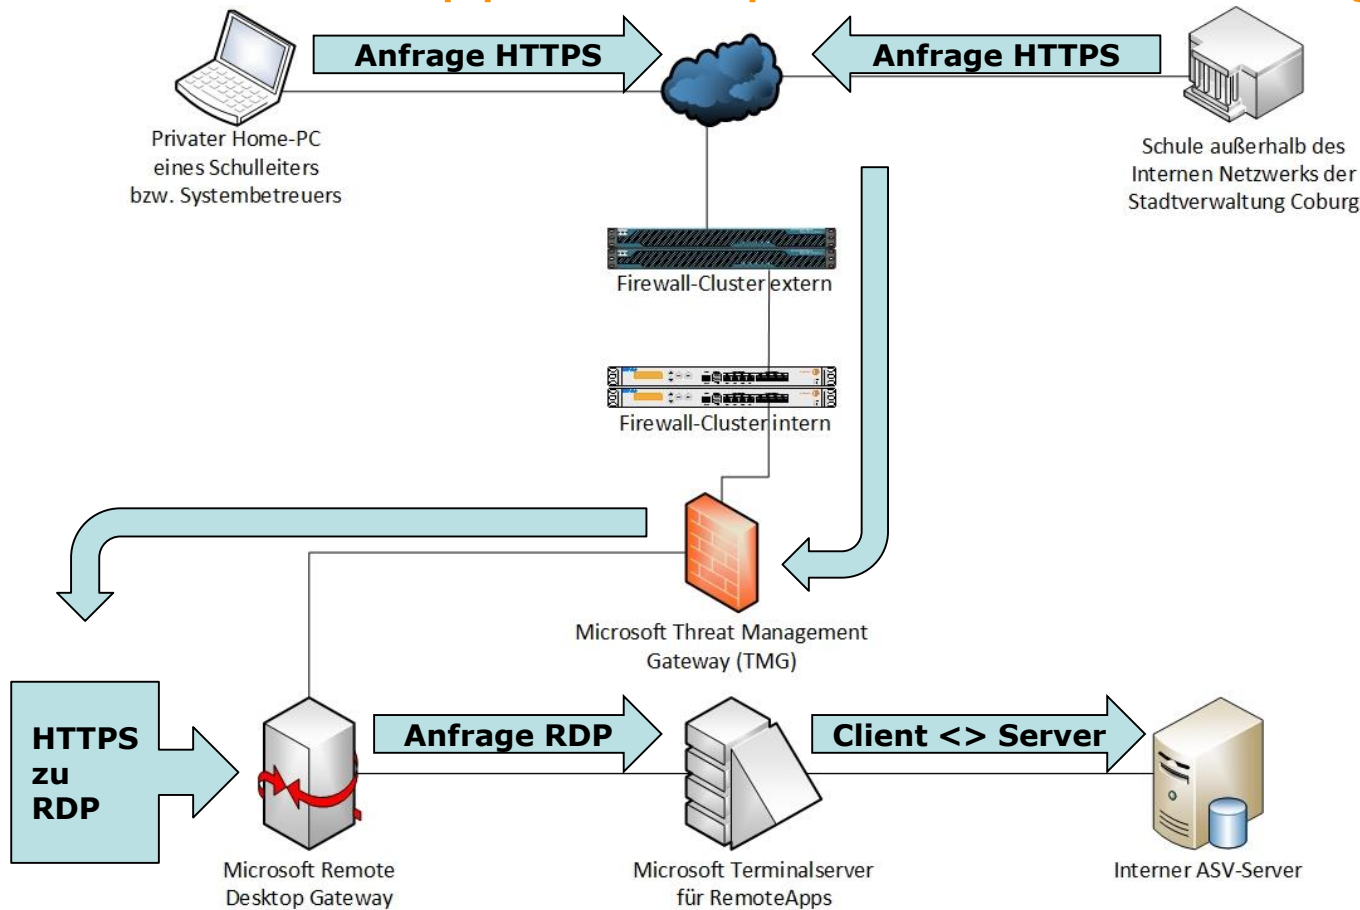 Anfrage HTTPS
Anfrage HTTPS
Privater Home-PC
eines Schulleiters
bzw. Systembetreuers
Schule außerhalb des
Internen Netzwerks der
Stadtverwaltung Coburg
Firewall-Cluster extern
Firewall-Cluster intern
Microsoft Threat Management
Gateway (TMG)
HTTPS
zu
RDP
Anfrage RDP
Client <> Server
Microsoft Remote
Desktop Gateway
Microsoft Terminalserver
für RemoteApps
Interner ASV-Server